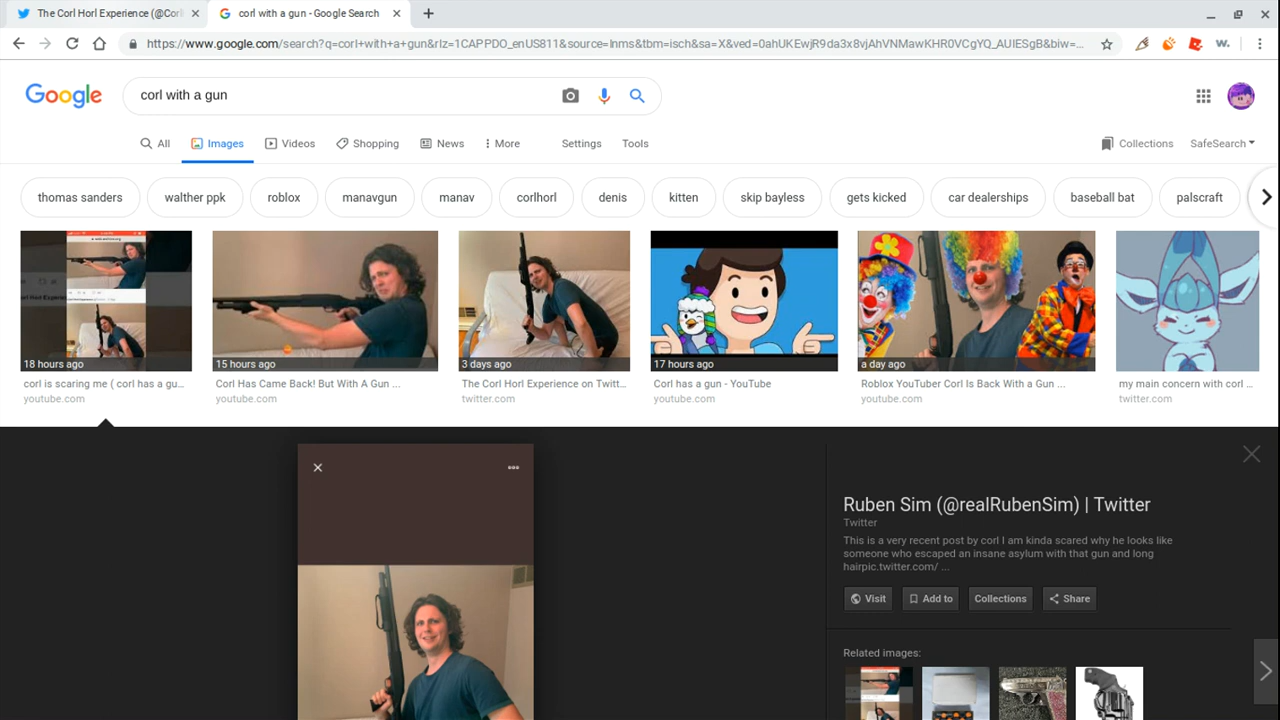 The Corl Horl Experience (@Corl
corl with a gun - Google Search
https://www.google.com/search?q=corl+with+a+gun&rlz=1CAPPDO_enUS811&source=lnms&tbm=isch&sa=X&ved=0ahUKEwjR9da3x8vjAhVNMawKHR0VCgYQ_AUIESgB&biw=...
W.
Google
corl with a gun
All
Images
Videos
Shopping
News
More
Settings
Tools
Collections
SafeSearch
thomas sanders
walther ppk
roblox
manavgun
manav
corlhorl
denis
kitten
skip bayless
gets kicked
car dealerships
baseball bat
palscraft
18 hours ago
15 hours ago
3 days ago
17 hours ago
a day ago
corl is scaring me ( corl has a gu...
Corl Has Came Back! But With A Gun ...
The Corl Horl Experience on Twitt...
Corl has a gun - YouTube
Roblox YouTuber Corl Is Back With a Gun ...
my main concern with corl ...
youtube.com
youtube.com
twitter.com
youtube.com
youtube.com
twitter.com
Ruben Sim (@realRubenSim) | Twitter
Twitter
This is a very recent post by corl I am kinda scared why he looks like
someone who escaped an insane asylum with that gun and long
hairpic.twitter.com/ ...
Visit
Add to
Collections
Share
Related images: